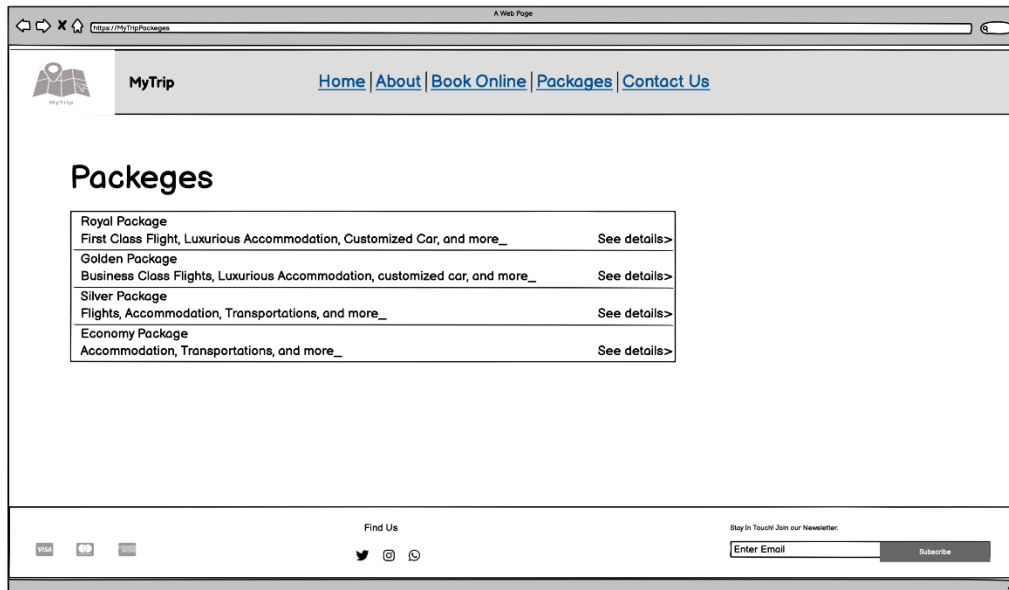 A Web Page
https://MyTripPackeges
MyTrip
MyTrip
Home|About|Book Online|Packages|Contact Us
Packeges
Royal Package
First Class Flight, Luxurious Accommodation, Customized Car, and more_ See details>
Golden Package
Business Class Flights, Luxurious Accommodation, customized car, and more_ See details>
Silver Package
Flights, Accommodation, Transportations, and more_ See details>
Economy Package
Accommodation, Transportations, and more_ See details>
Find Us
Stay In Touch! Join our Newsletter.
VISA
Enter Email Subscribe